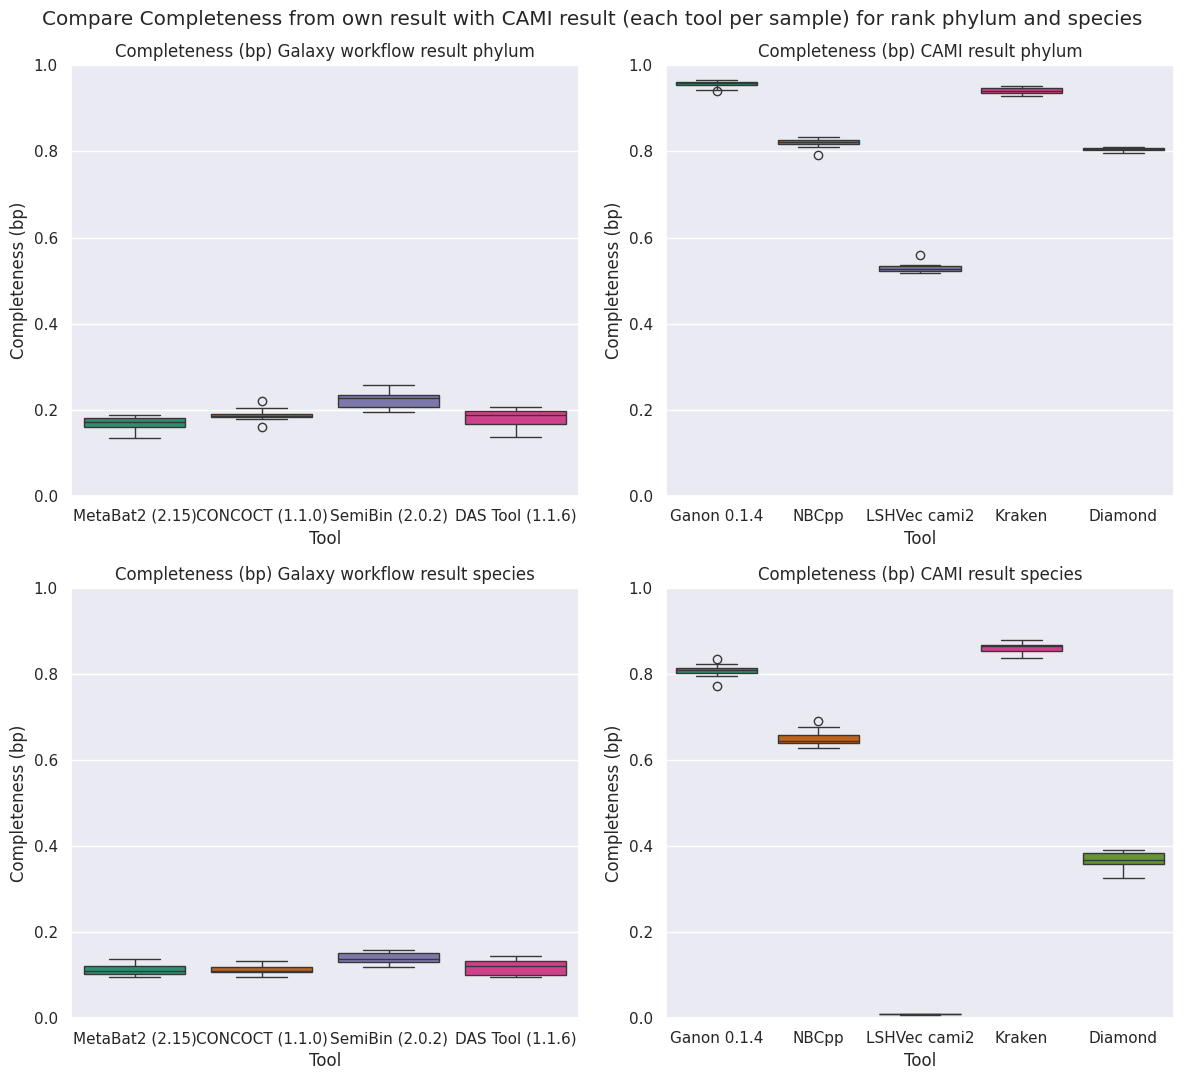 Compare Completeness from own result with CAMI result (each tool per sample) for rank phylum and species
Completeness (bp) Galaxy workflow result phylum
Completeness (bp)
1.0
0.8
0.6
0.4
0.2
0.0
MetaBat2 (2.15) CONCOCT (1.1.0) SemiBin (2.0.2) DAS Tool (1.1.6)
Tool
Completeness (bp) CAMI result phylum
Completeness (bp)
1.0
0.8
0.6
0.4
0.2
0.0
Ganon 0.1.4 NBCpp LSHVec cami2 Kraken Diamond
Tool
Completeness (bp) Galaxy workflow result species
Completeness (bp)
1.0
0.8
0.6
0.4
0.2
0.0
MetaBat2 (2.15) CONCOCT (1.1.0) SemiBin (2.0.2) DAS Tool (1.1.6)
Tool
Completeness (bp) CAMI result species
Completeness (bp)
1.0
0.8
0.6
0.4
0.2
0.0
Ganon 0.1.4 NBCpp LSHVec cami2 Kraken Diamond
Tool